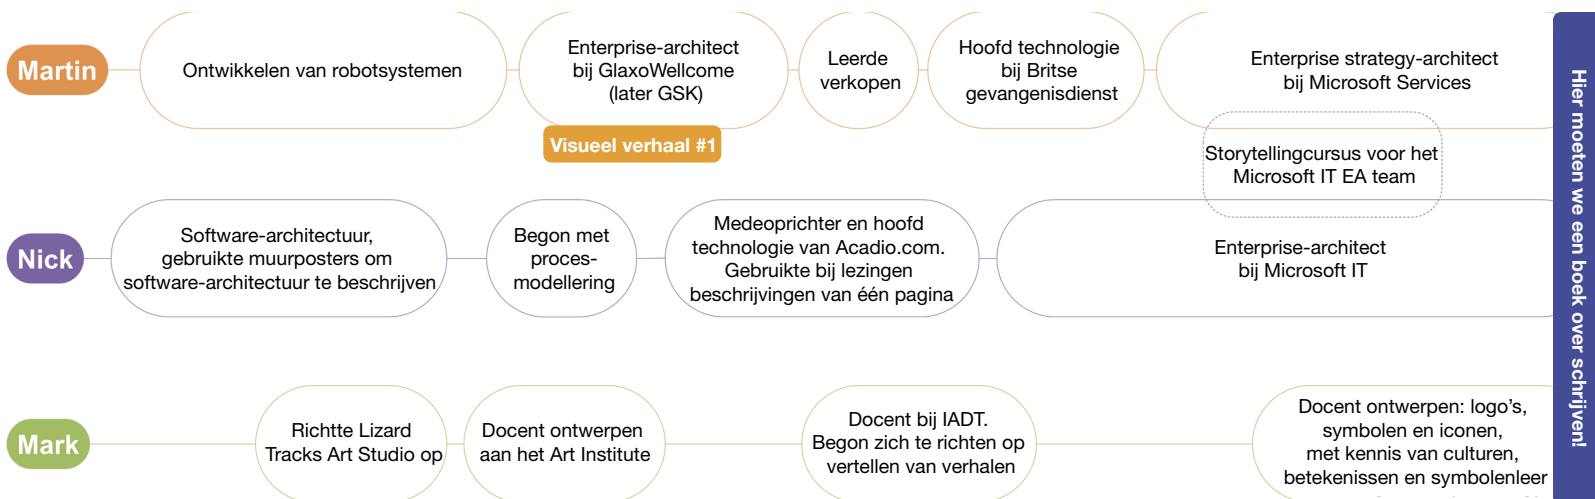 Martin
Ontwikkelen van robotsystemen
Enterprise-architect
bij GlaxoWellcome
(later GSK)
Visueel verhaal #1
Leerde
verkopen
Hoofd technologie
bij Britse
gevangenisdienst
Enterprise strategy-architect
bij Microsoft Services
Storytellingcursus voor het
Microsoft IT EA team
Nick
Software-architectuur,
gebruikte muurposters om
software-architectuur te beschrijven
Begon met
proces-
modellering
Medeoprichter en hoofd
technologie van Acadio.com.
Gebruikte bij lezingen
beschrijvingen van één pagina
Enterprise-architect
bij Microsoft IT
Mark
Richtte Lizard
Tracks Art Studio op
Docent ontwerpen
aan het Art Institute
Docent bij IADT.
Begon zich te richten op
vertellen van verhalen
Docent ontwerpen: logo’s,
symbolen en iconen,
met kennis van culturen,
betekenissen en symbolenleer
Hier moeten we een boek over schrijven!